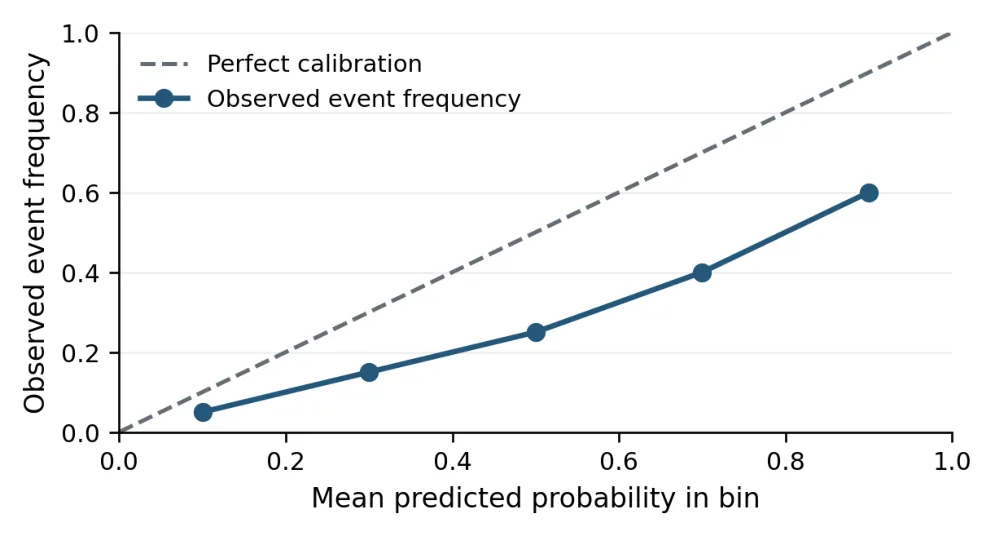 Observed event frequency
1.0
0.8
0.6
0.4
0.2
0.0
Perfect calibration
Observed event frequency
0.0 0.2 0.4 0.6 0.8 1.0
Mean predicted probability in bin